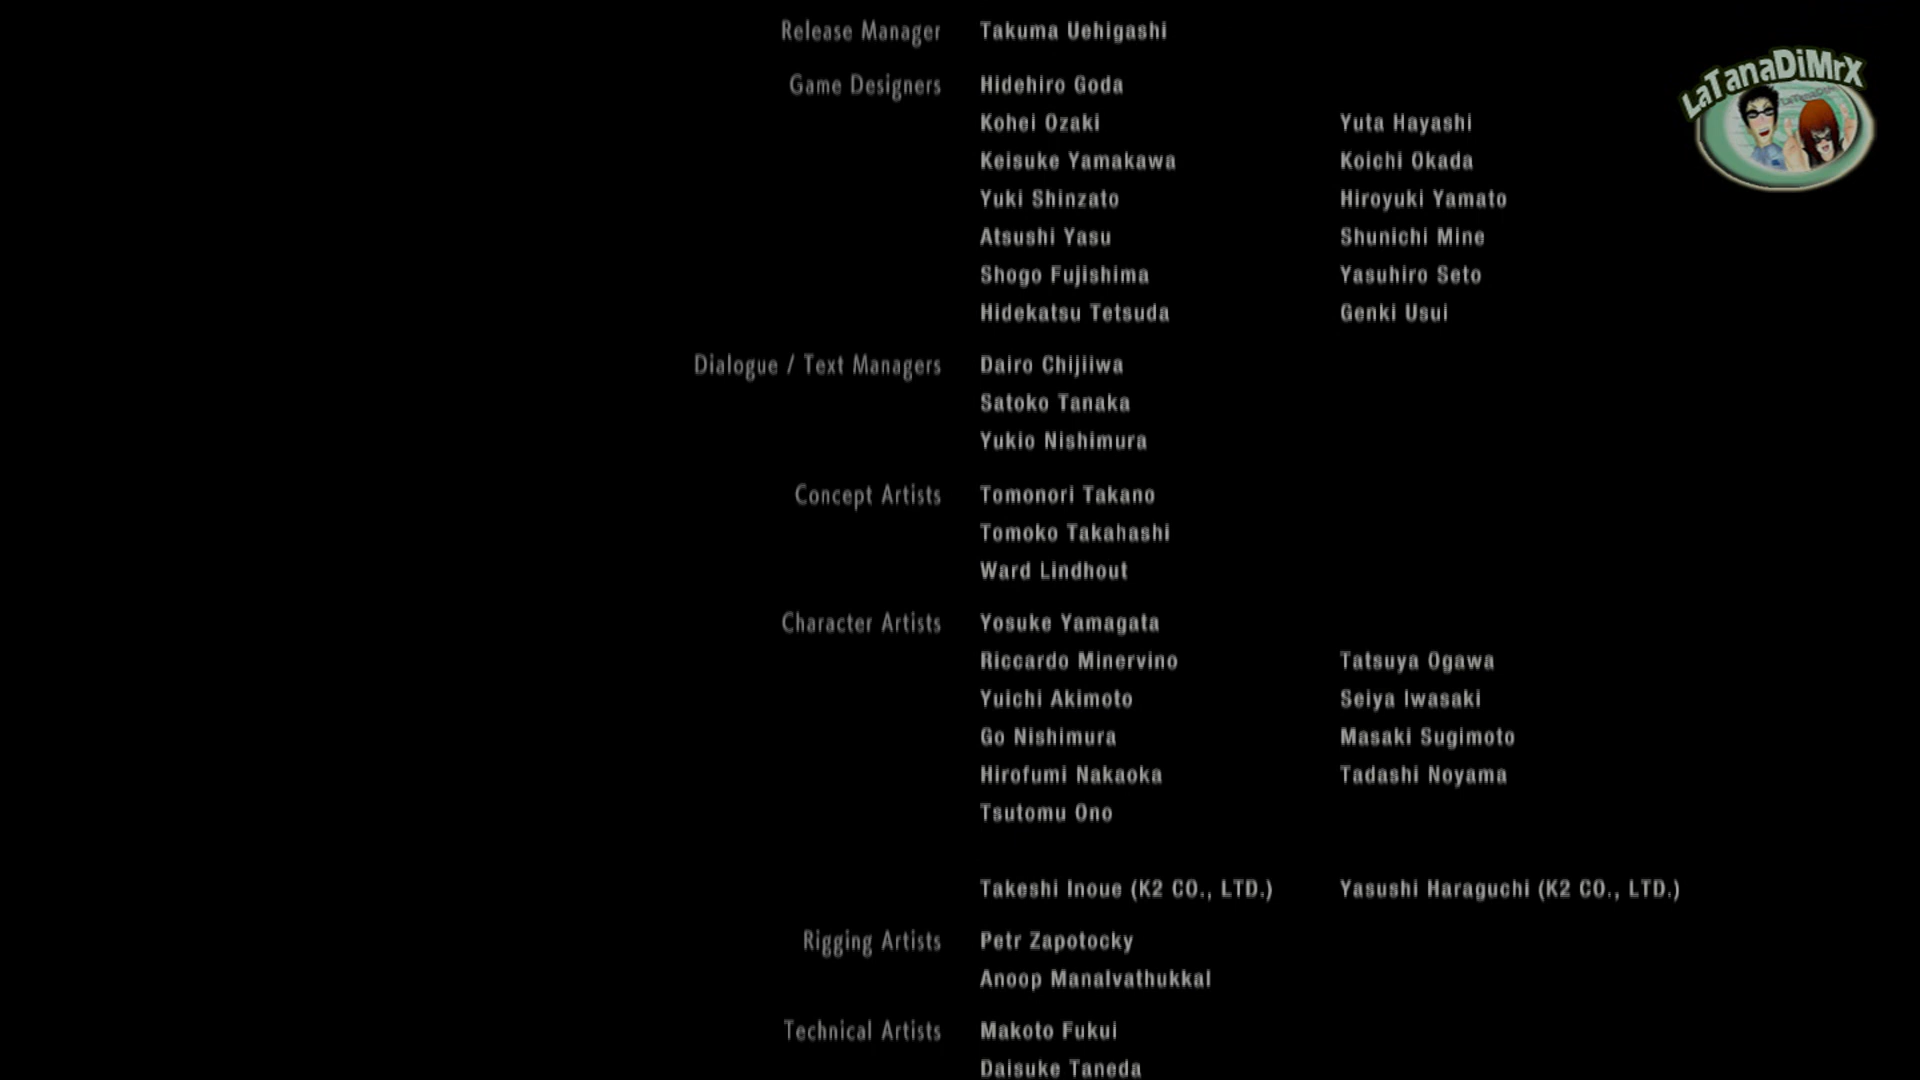 Release Manager Takuma Uehigashi
Game Designers Hidehiro Goda
Kohei Ozaki Yuta Hayashi
Keisuke Yamakawa Koichi Okada
Yuki Shinzato Hiroyuki Yamato
Atsushi Yasu Shunichi Mine
Shogo Fujishima Yasuhiro Seto
Hidekatsu Tetsuda Genki Usui
Dialogue / Text Managers Dairo Chijiiwa
Satoko Tanaka
Yukio Nishimura
Concept Artists Tomonori Takano
Tomoko Takahashi
Ward Lindhout
Character Artists Yosuke Yamagata
Riccardo Minervino Tatsuya Ogawa
Yuichi Akimoto Seiya Iwasaki
Go Nishimura Masaki Sugimoto
Hirofumi Nakaoka Tadashi Noyama
Tsutomu Ono
Takeshi Inoue (K2 CO., LTD.) Yasushi Haraguchi (K2 CO., LTD.)
Rigging Artists Petr Zapotocky
Anoop Manalvathukkal
Technical Artists Makoto Fukui
Daisuke Taneda
LaTanaDiMrX